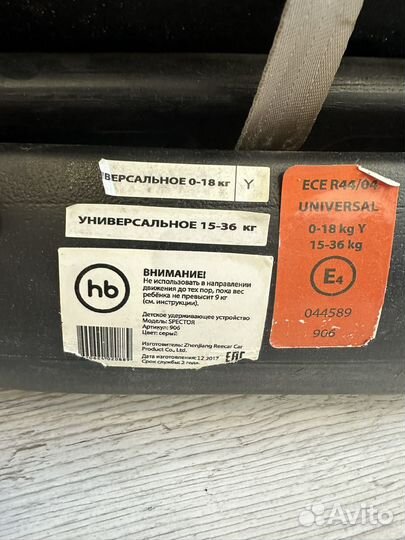 ВЕРСАЛЬНОЕ 0-18 кг Y
УНИВЕРСАЛЬНОЕ 15-36 кг
hb
ВНИМАНИЕ!
Не использовать в направлении
движения до тех пор, пока вес
ребёнка не превысит 9 кг
(см. инструкции).
Детское удерживающее устройство
Модель: SPECTOR
Артикул: 906
Цвет: серый
Изготовитель: Zhenjiang Reecar Car
Product Co., Ltd.
Дата изготовления: 12.2017
Срок службы: 2 года.
EAC
ECE R44/04
UNIVERSAL
0-18 kg Y
15-36 kg
E4
044589
906
Avito